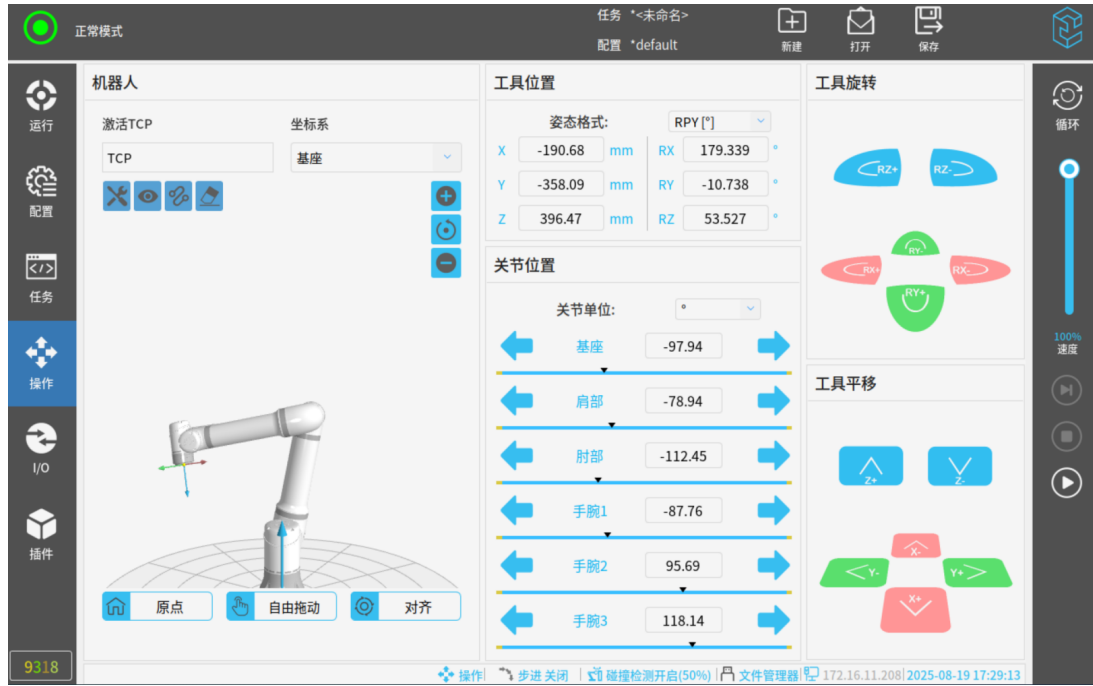 正常模式
任务 *<未命名>
配置 *default
新建
打开
保存
运行
配置
任务
操作
I/O
插件
9318
机器人
激活TCP
坐标系
TCP
基座
原点
自由拖动
对齐
工具位置
姿态格式: RPY [°]
X -190.68 mm RX 179.339 °
Y -358.09 mm RY -10.738 °
Z 396.47 mm RZ 53.527 °
关节位置
关节单位: °
基座 -97.94
肩部 -78.94
肘部 -112.45
手腕1 -87.76
手腕2 95.69
手腕3 118.14
工具旋转
RZ+ RZ-
RY-
RX+ RX-
RY+
工具平移
Z+ Z-
X-
Y- Y+
X+
循环
100%
速度
操作 步进 关闭 碰撞检测开启(50%) 文件管理器 172.16.11.208 2025-08-19 17:29:13